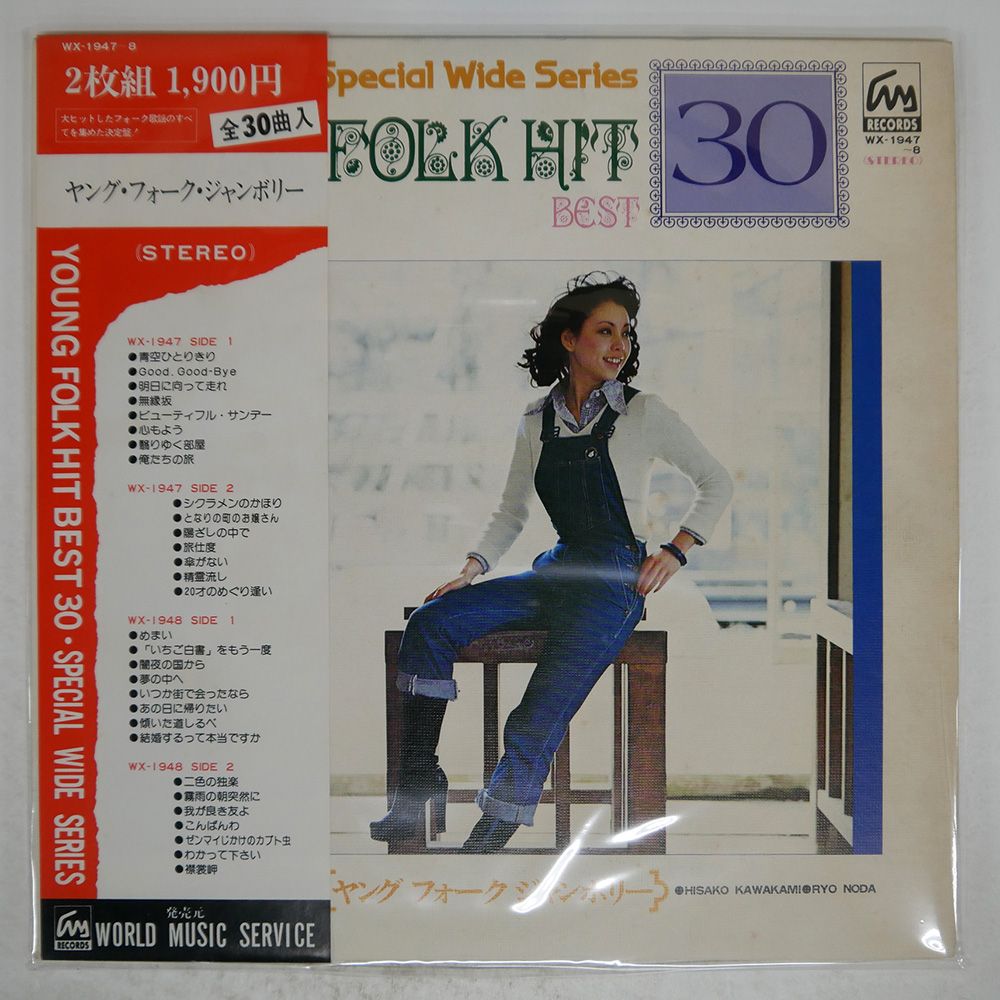 WX-1947~8
2枚組 1,900円
大ヒットしたフォーク歌謡のすべ
てを集めた決定盤!
全30曲入
ヤング・フォーク・ジャンボリー
(STEREO)
YOUNG FOLK HIT BEST 30・SPECIAL WIDE SERIES
WX-1947 SIDE 1
●青空ひとりきり
●Good, Good-Bye
●明日に向って走れ
●無縁坂
●ビューティフル・サンデー
●心もよう
●翳りゆく部屋
●俺たちの旅
WX-1947 SIDE 2
●シクラメンのかほり
●となりの町のお嬢さん
●陽ざしの中で
●旅仕度
●傘がない
●精霊流し
●20才のめぐり逢い
WX-1948 SIDE 1
●めまい
●「いちご白書」をもう一度
●闇夜の国から
●夢の中へ
●いつか街で会ったなら
●あの日に帰りたい
●傾いた道しるべ
●結婚するって本当ですか
WX-1948 SIDE 2
●二色の独楽
●霧雨の朝突然に
●我が良き友よ
●こんばんわ
●ゼンマイじかけのカブト虫
●わかって下さい
●襟裳岬
RECORDS
発売元
WORLD MUSIC SERVICE
Special Wide Series
FOLK HIT
BEST
30
RECORDS
WX-1947
~8
(STEREO)
[ヤング フォーク ジャンボリー]
●HISAKO KAWAKAMI●RYO NODA